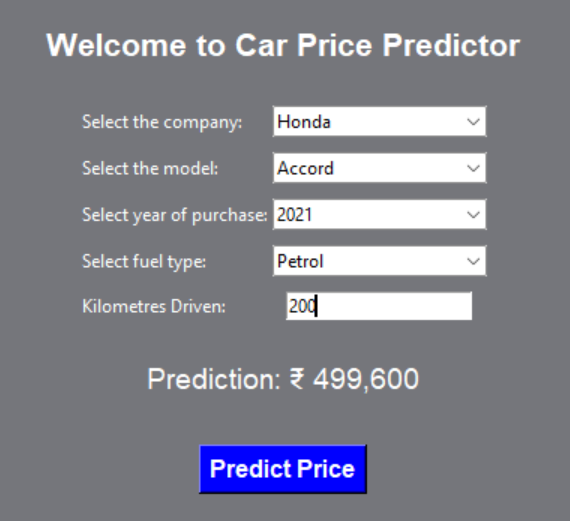 Welcome to Car Price Predictor
Select the company: Honda
Select the model: Accord
Select year of purchase: 2021
Select fuel type: Petrol
Kilometres Driven: 200
Prediction: ₹ 499,600
Predict Price